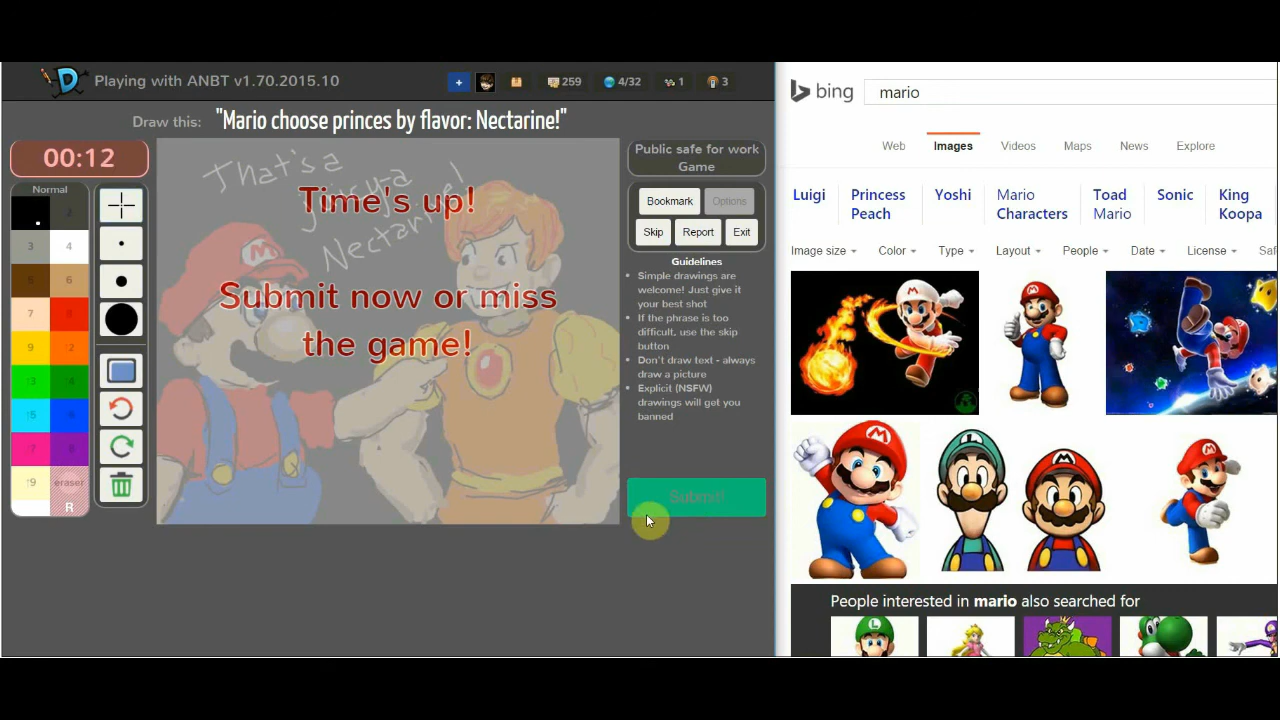 Playing with ANBT v1.70.2015.10
+
259
4/32
1
3
Draw this: "Mario choose princes by flavor: Nectarine!"
00:12
Normal
2
3
4
5
6
7
8
9
eraser
R
That's a
juicy-a
Nectarine!
Time's up!
Submit now or miss
the game!
Public safe for work
Game
Bookmark
Options
Skip
Report
Exit
Guidelines
Simple drawings are
welcome! Just give it
your best shot
If the phrase is too
difficult, use the skip
button
Don't draw text - always
draw a picture
Explicit (NSFW)
drawings will get you
banned
Submit!
bing
mario
Web
Images
Videos
Maps
News
Explore
Luigi
Princess
Peach
Yoshi
Mario
Characters
Toad
Mario
Sonic
King
Koopa
Image size
Color
Type
Layout
People
Date
License
Saf
People interested in mario also searched for